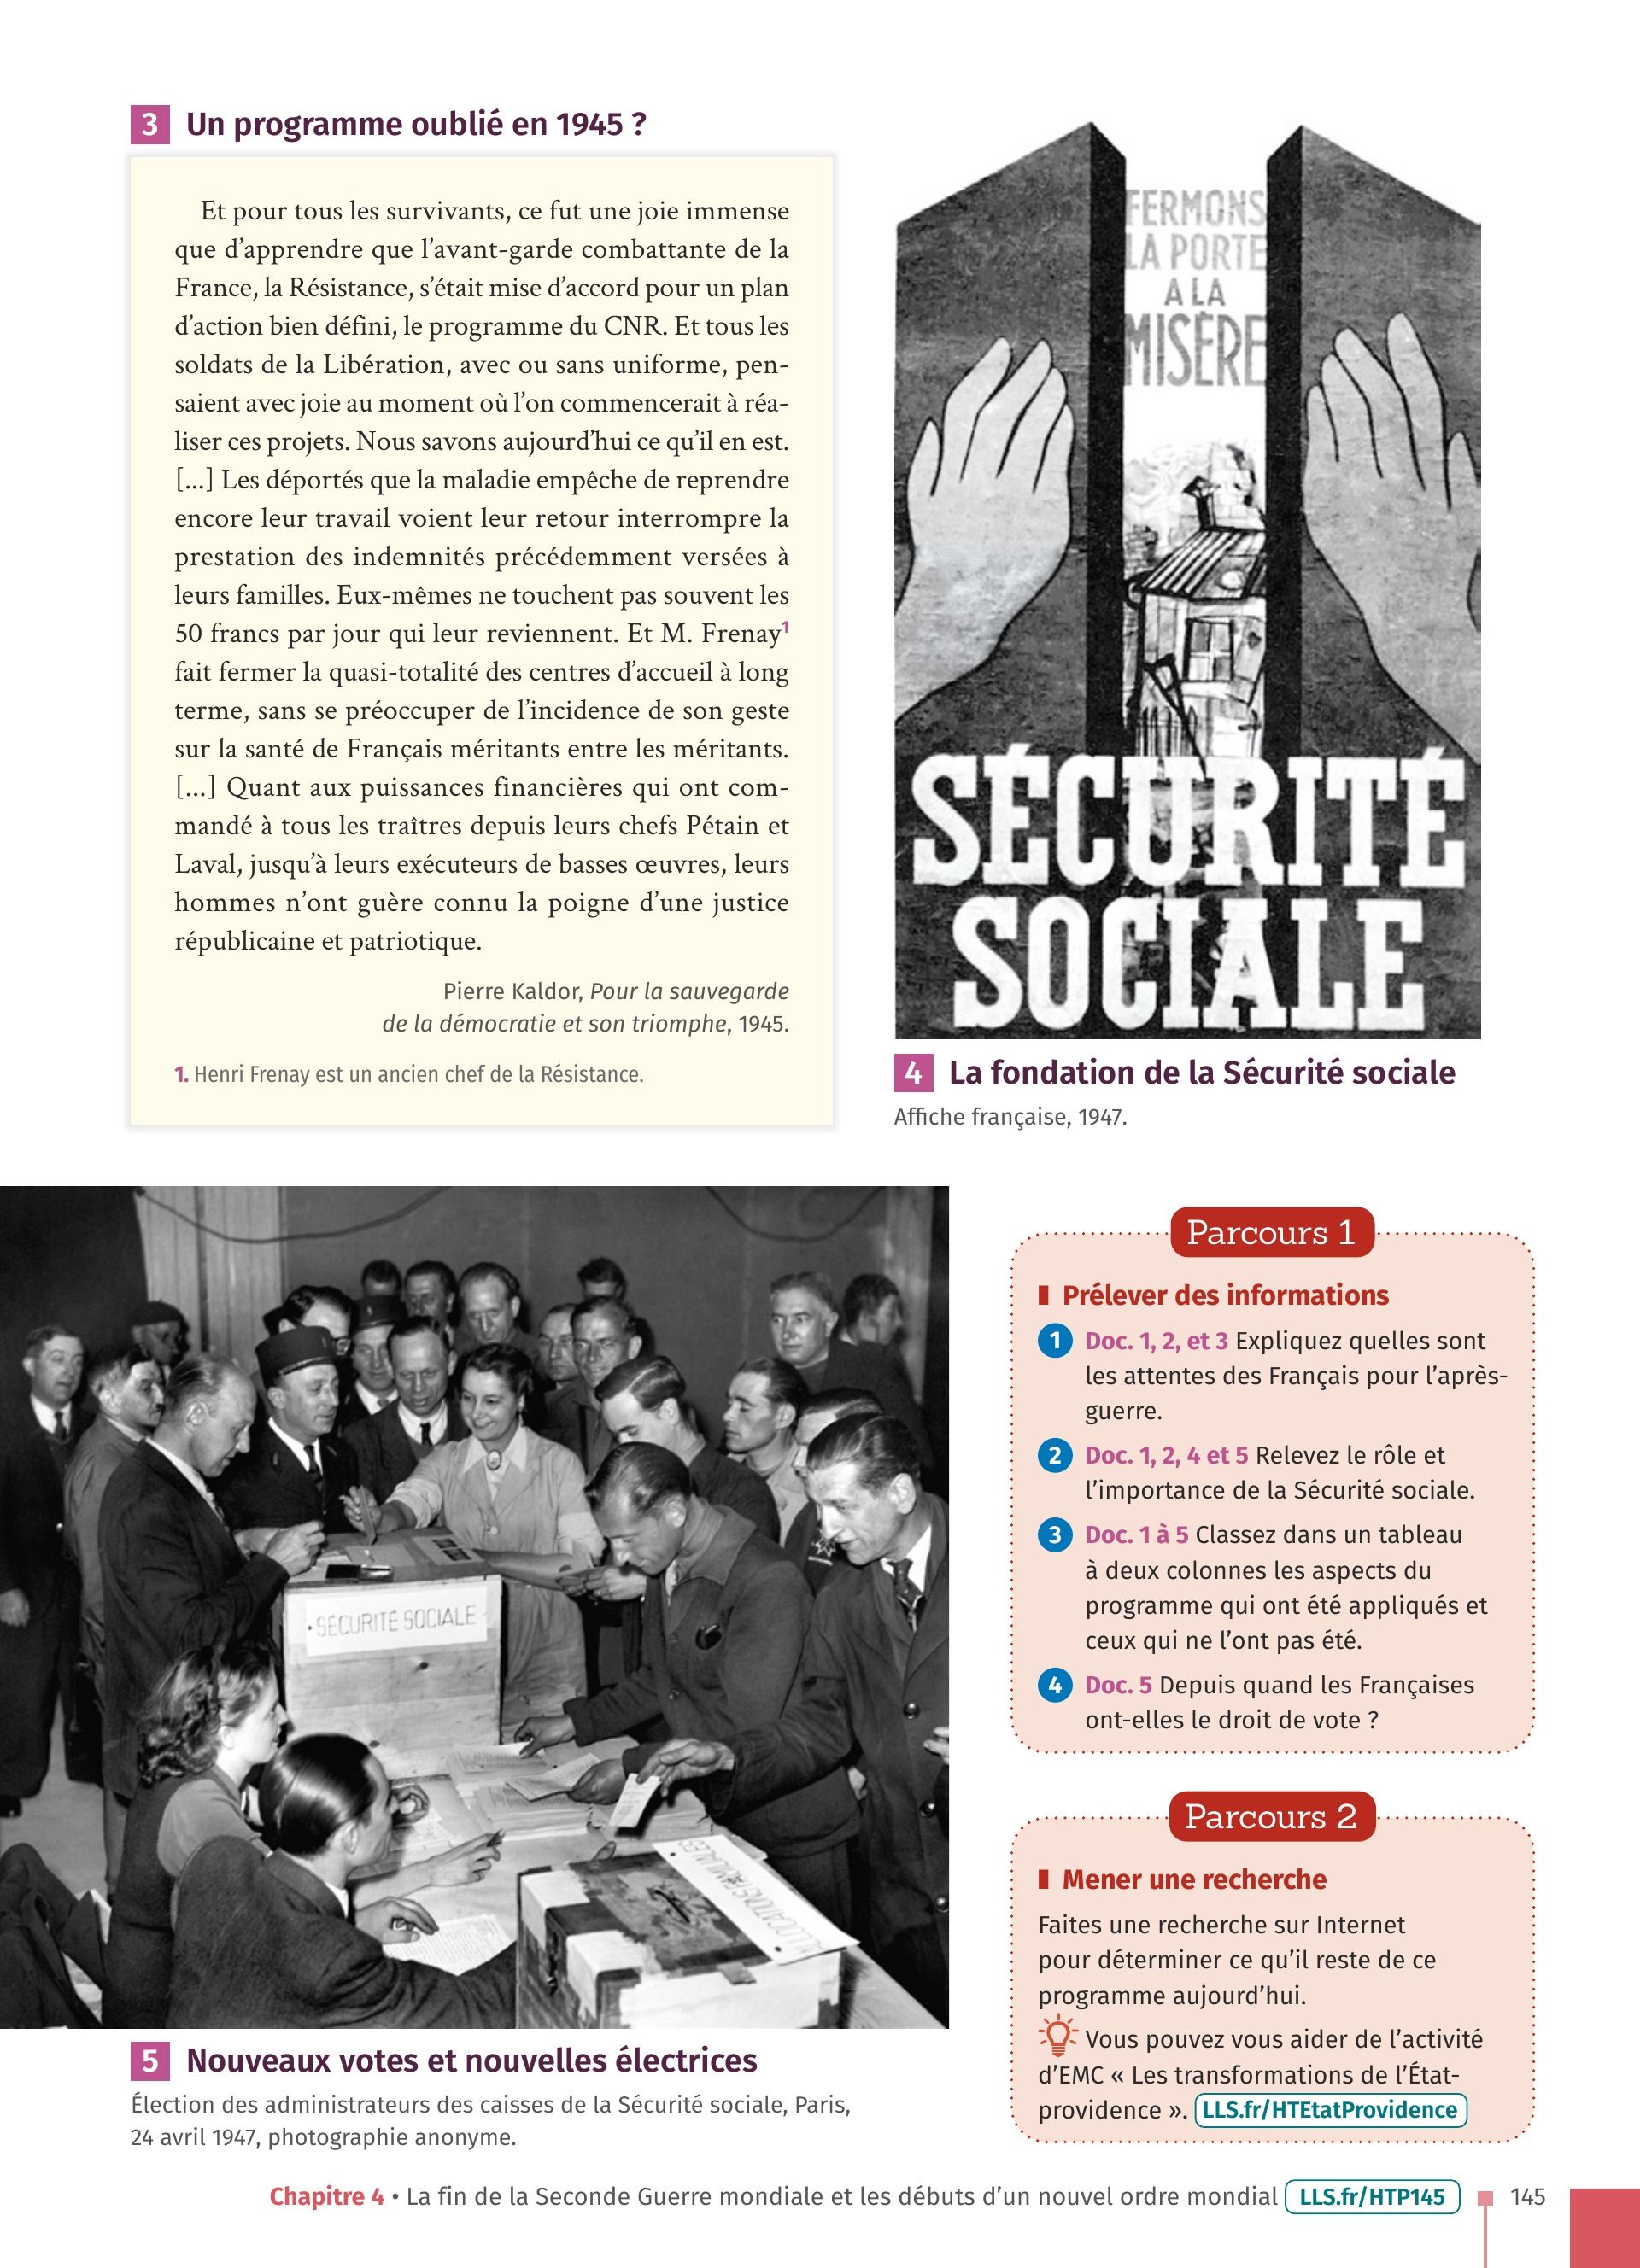 3 Un programme oublié en 1945 ?
Et pour tous les survivants, ce fut une joie immense
que d'apprendre que l'avant-garde combattante de la
France, la Résistance, s'était mise d'accord pour un plan
d'action bien défini, le programme du CNR. Et tous les
soldats de la Libération, avec ou sans uniforme, pen-
saient avec joie au moment où l'on commencerait à réa-
liser ces projets. Nous savons aujourd'hui ce qu'il en est.
[...] Les déportés que la maladie empêche de reprendre
encore leur travail voient leur retour interrompre la
prestation des indemnités précédemment versées à
leurs familles. Eux-mêmes ne touchent pas souvent les
50 francs par jour qui leur reviennent. Et M. Frenay¹
fait fermer la quasi-totalité des centres d'accueil à long
terme, sans se préoccuper de l'incidence de son geste
sur la santé de Français méritants entre les méritants.
[...] Quant aux puissances financières qui ont com-
mandé à tous les traîtres depuis leurs chefs Pétain et
Laval, jusqu'à leurs exécuteurs de basses œuvres, leurs
hommes n'ont guère connu la poigne d'une justice
républicaine et patriotique.
Pierre Kaldor, Pour la sauvegarde
de la démocratie et son triomphe, 1945.
1. Henri Frenay est un ancien chef de la Résistance.
FERMONS
LA PORTE
A LA
MISÈRE
SÉCURITÉ
SOCIALE
4 La fondation de la Sécurité sociale
Affiche française, 1947.
• SÉCURITÉ SOCIALE
ALLOCATIONS FAMILIALES •
5 Nouveaux votes et nouvelles électrices
Élection des administrateurs des caisses de la Sécurité sociale, Paris,
24 avril 1947, photographie anonyme.
Parcours 1
Prélever des informations
1 Doc. 1, 2, et 3 Expliquez quelles sont
les attentes des Français pour l'après-
guerre.
2 Doc. 1, 2, 4 et 5 Relevez le rôle et
l'importance de la Sécurité sociale.
3 Doc. 1 à 5 Classez dans un tableau
à deux colonnes les aspects du
programme qui ont été appliqués et
ceux qui ne l'ont pas été.
4 Doc. 5 Depuis quand les Françaises
ont-elles le droit de vote ?
Parcours 2
Mener une recherche
Faites une recherche sur Internet
pour déterminer ce qu'il reste de ce
programme aujourd'hui.
Vous pouvez vous aider de l'activité
d'EMC « Les transformations de l'État-
providence ». LLS.fr/HTEtatProvidence
Chapitre 4 • La fin de la Seconde Guerre mondiale et les débuts d'un nouvel ordre mondial LLS.fr/HTP145 145